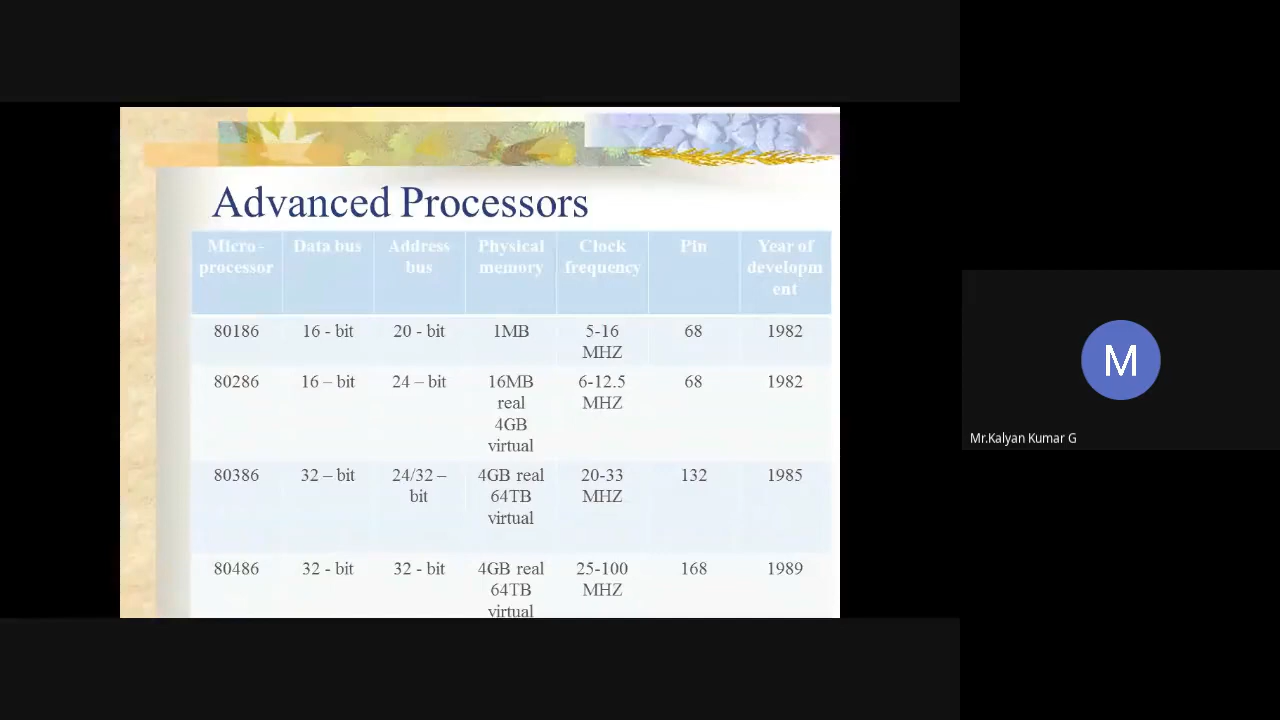 Advanced Processors
Micro- Data bus Address Physical Clock Pin Year of
processor bus memory frequency developm
ent
80186 16 - bit 20 - bit 1MB 5-16 68 1982
MHZ
80286 16 – bit 24 – bit 16MB 6-12.5 68 1982
real MHZ
4GB
virtual
80386 32 – bit 24/32 – 4GB real 20-33 132 1985
bit 64TB MHZ
virtual
80486 32 - bit 32 - bit 4GB real 25-100 168 1989
64TB MHZ
virtual
M
Mr.Kalyan Kumar G